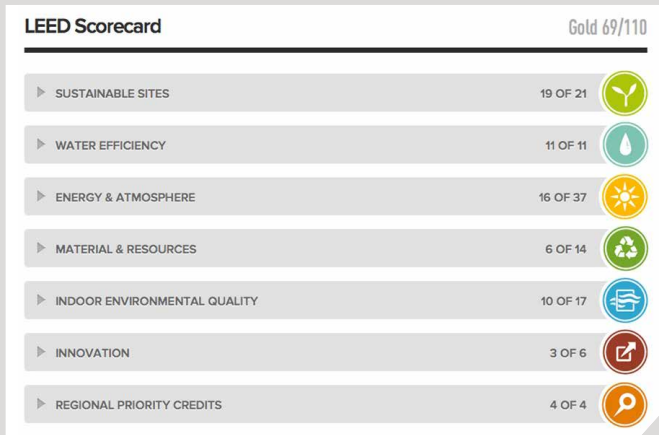 LEED Scorecard Gold 69/110
SUSTAINABLE SITES 19 OF 21
WATER EFFICIENCY 11 OF 11
ENERGY & ATMOSPHERE 16 OF 37
MATERIAL & RESOURCES 6 OF 14
INDOOR ENVIRONMENTAL QUALITY 10 OF 17
INNOVATION 3 OF 6
REGIONAL PRIORITY CREDITS 4 OF 4